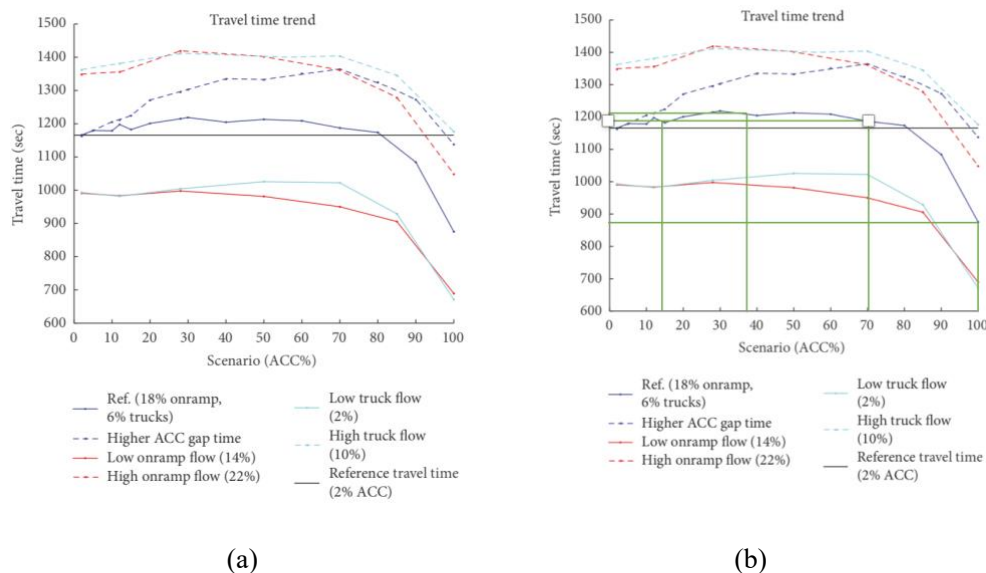 Travel time trend
1500
1400
1300
1200
1100
1000
900
800
700
600
Travel time (sec)
0 10 20 30 40 50 60 70 80 90 100
Scenario (ACC%)
Ref. (18% onramp,
6% trucks)
Higher ACC gap time
Low onramp flow (14%)
High onramp flow (22%)
Low truck flow
(2%)
High truck flow
(10%)
Reference travel time
(2% ACC)
(a)
Travel time trend
1500
1400
1300
1200
1100
1000
900
800
700
600
Travel time (sec)
0 10 20 30 40 50 60 70 80 90 100
Scenario (ACC%)
Ref. (18% onramp,
6% trucks)
Higher ACC gap time
Low onramp flow (14%)
High onramp flow (22%)
Low truck flow
(2%)
High truck flow
(10%)
Reference travel time
(2% ACC)
(b)